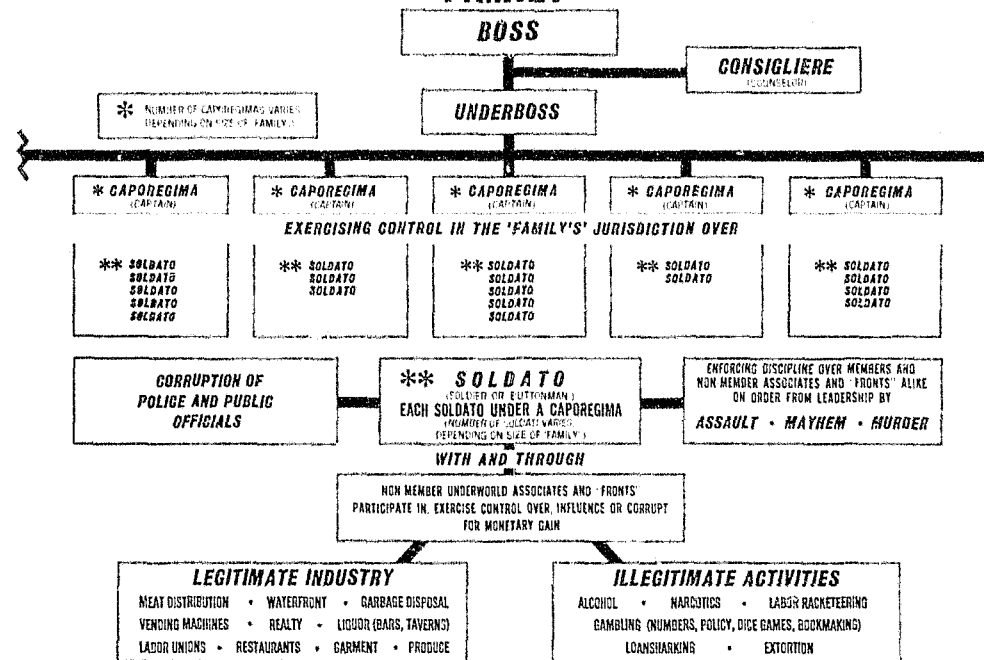 BOSS
CONSIGLIERE
(COUNSELOR)
* NUMBER OF CAPOREGIMAS VARIES
DEPENDING ON SIZE OF 'FAMILY'.)
UNDERBOSS
* CAPOREGIMA
(CAPTAIN)
* CAPOREGIMA
(CAPTAIN)
* CAPOREGIMA
(CAPTAIN)
* CAPOREGIMA
(CAPTAIN)
* CAPOREGIMA
(CAPTAIN)
EXERCISING CONTROL IN THE 'FAMILY'S' JURISDICTION OVER
** SOLDATO
SOLDATO
SOLDATO
SOLDATO
SOLDATO
** SOLDATO
SOLDATO
SOLDATO
** SOLDATO
SOLDATO
SOLDATO
SOLDATO
SOLDATO
** SOLDATO
SOLDATO
** SOLDATO
SOLDATO
SOLDATO
SOLDATO
CORRUPTION OF
POLICE AND PUBLIC
OFFICIALS
** SOLDATO
(SOLDIER OR BUTTONMAN)
EACH SOLDATO UNDER A CAPOREGIMA
(NUMBER OF SOLDATI VARIES
DEPENDING ON SIZE OF 'FAMILY'.)
ENFORCING DISCIPLINE OVER MEMBERS AND
NON MEMBER ASSOCIATES AND "FRONTS" ALIKE
ON ORDER FROM LEADERSHIP BY
ASSAULT • MAYHEM • MURDER
WITH AND THROUGH
NON MEMBER UNDERWORLD ASSOCIATES AND "FRONTS"
PARTICIPATE IN, EXERCISE CONTROL OVER, INFLUENCE OR CORRUPT
FOR MONETARY GAIN
LEGITIMATE INDUSTRY
MEAT DISTRIBUTION • WATERFRONT • GARBAGE DISPOSAL
VENDING MACHINES • REALTY • LIQUOR (BARS, TAVERNS)
LABOR UNIONS • RESTAURANTS • GARMENT • PRODUCE
ILLEGITIMATE ACTIVITIES
ALCOHOL • NARCOTICS • LABOR RACKETEERING
GAMBLING (NUMBERS, POLICY, DICE GAMES, BOOKMAKING)
LOANSHARKING • EXTORTION